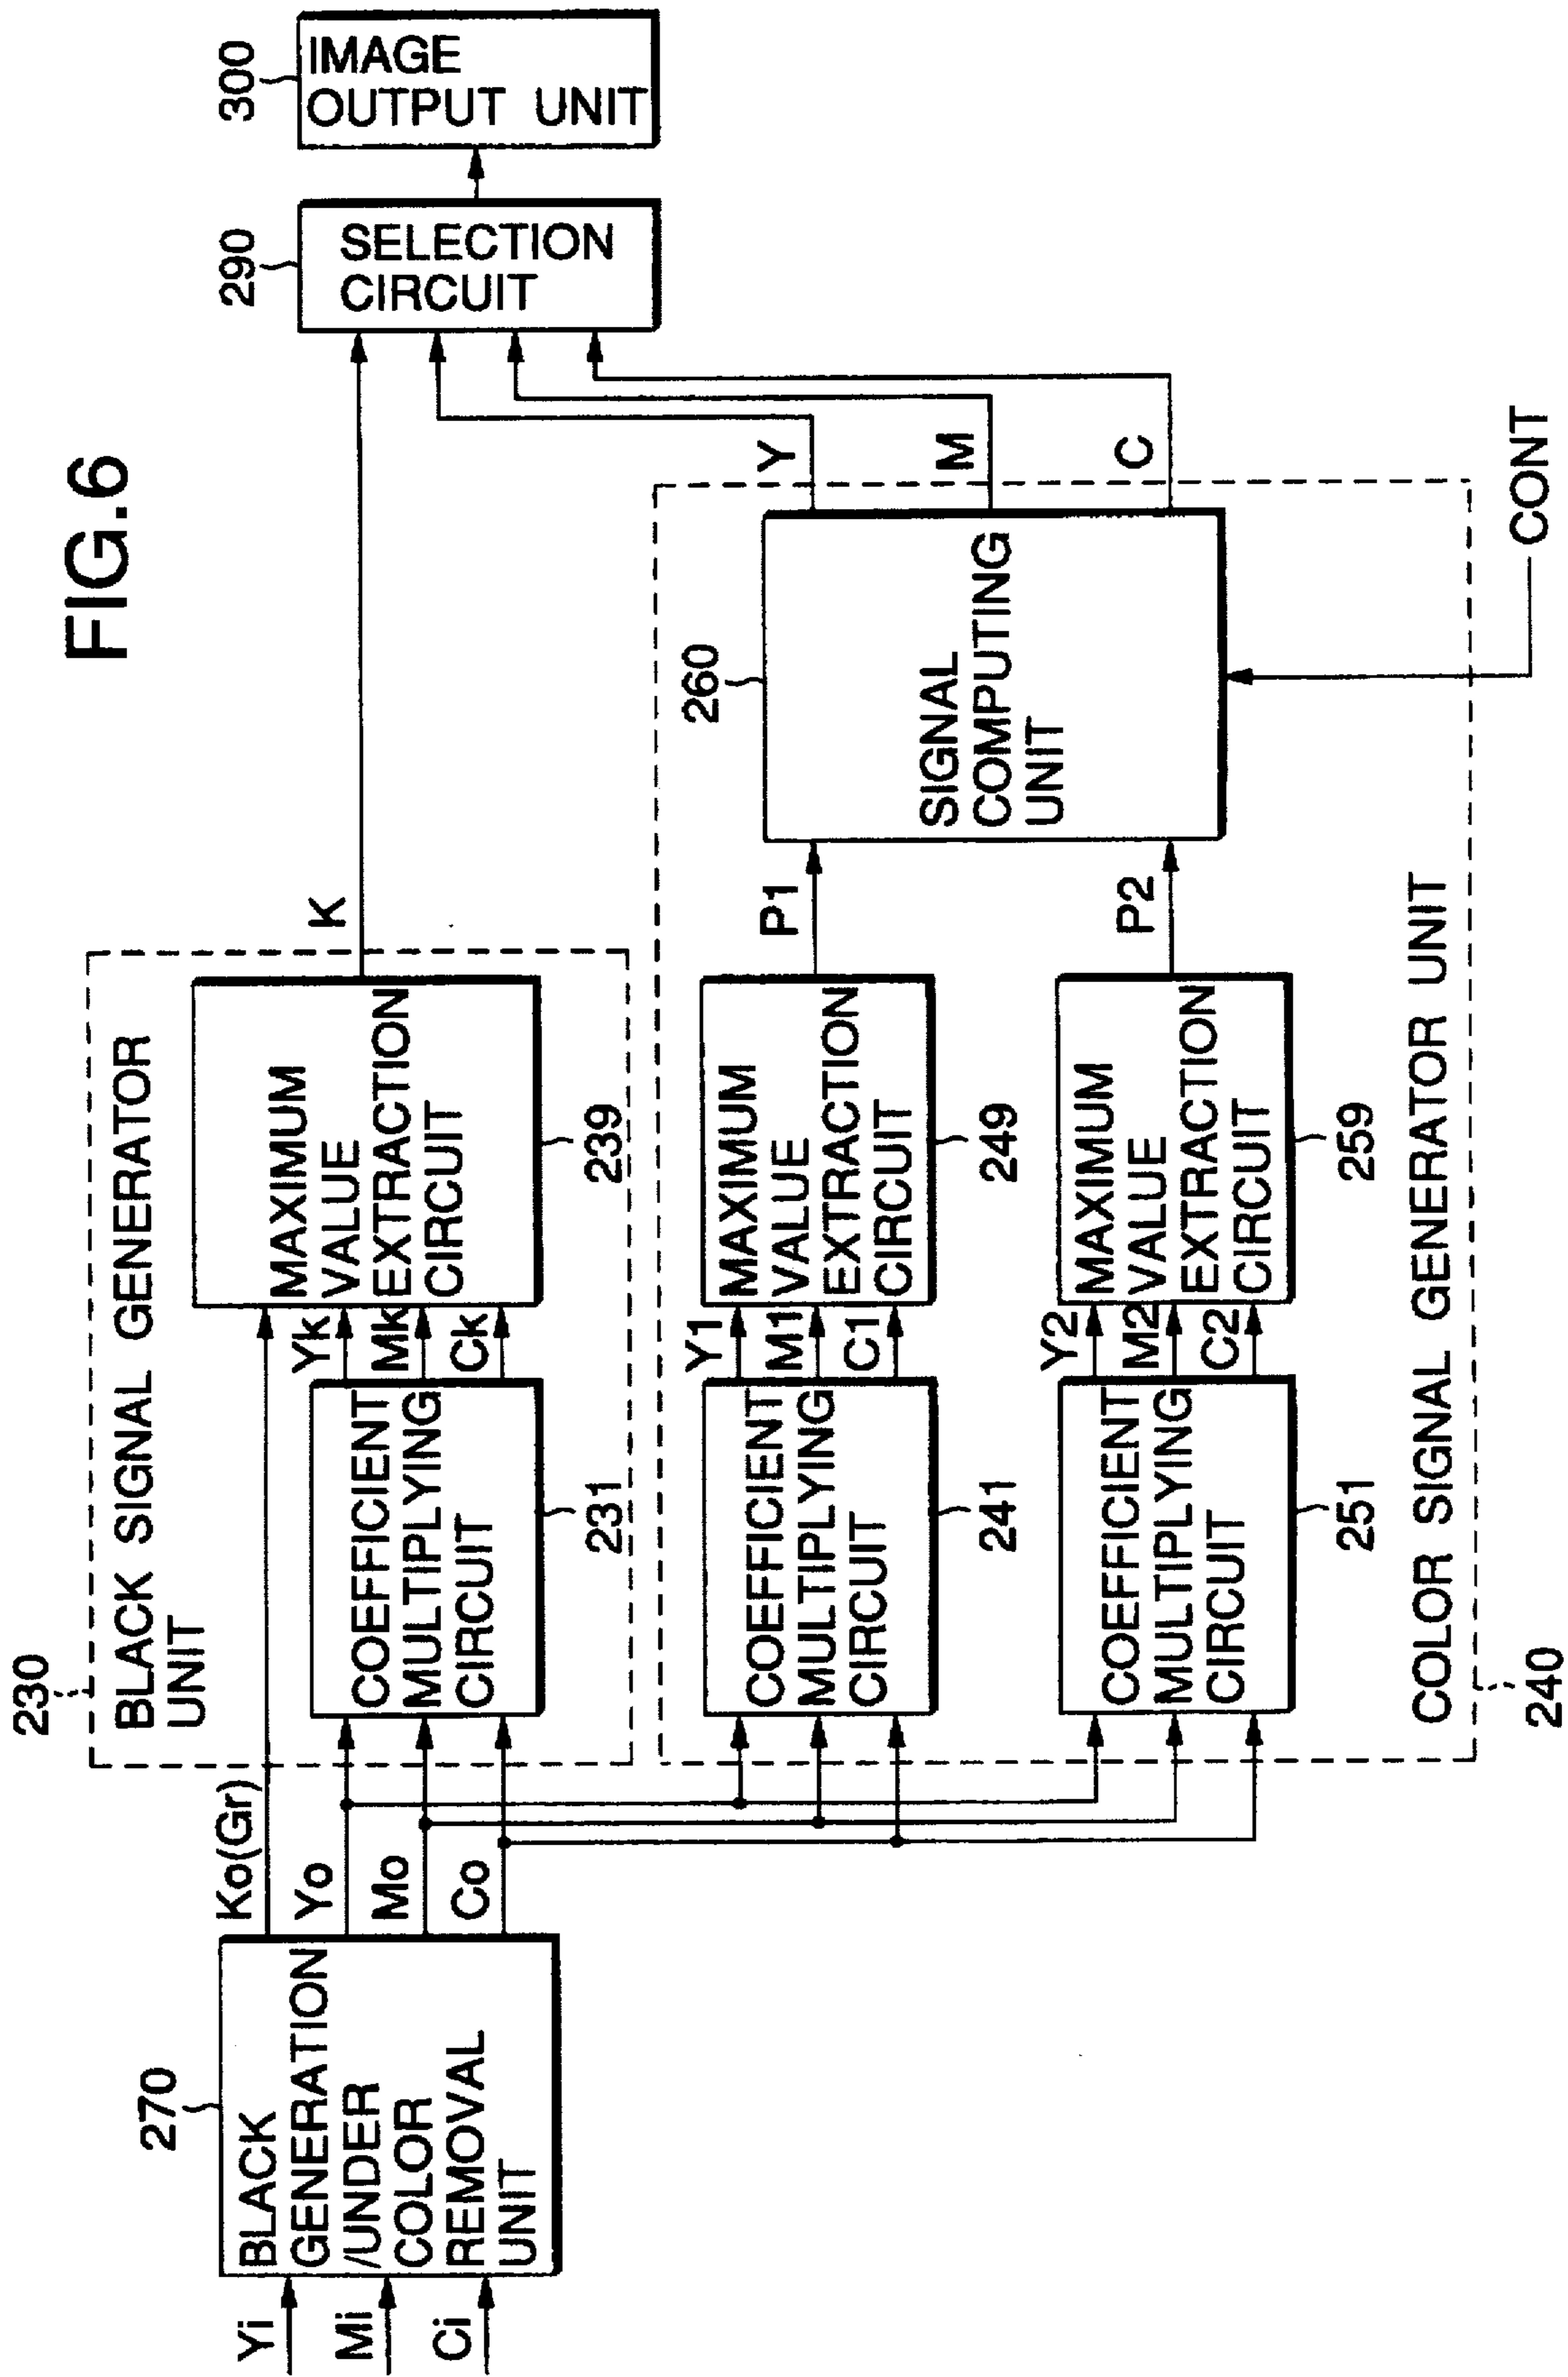 FIG.6
Yi
Mi
Ci
270
BLACK
GENERATION
/UNDER
COLOR
REMOVAL
UNIT
Ko(Gr)
Yo
Mo
Co
230
BLACK SIGNAL GENERATOR
UNIT
COEFFICIENT
MULTIPLYING
CIRCUIT
231
Yk
Mk
Ck
MAXIMUM
VALUE
EXTRACTION
CIRCUIT
239
K
COEFFICIENT
MULTIPLYING
CIRCUIT
241
Y1
M1
C1
MAXIMUM
VALUE
EXTRACTION
CIRCUIT
249
P1
COEFFICIENT
MULTIPLYING
CIRCUIT
251
Y2
M2
C2
MAXIMUM
VALUE
EXTRACTION
CIRCUIT
259
P2
COLOR SIGNAL GENERATOR UNIT
240
260
SIGNAL
COMPUTING
UNIT
CONT
Y
M
C
290
SELECTION
CIRCUIT
300
IMAGE
OUTPUT UNIT